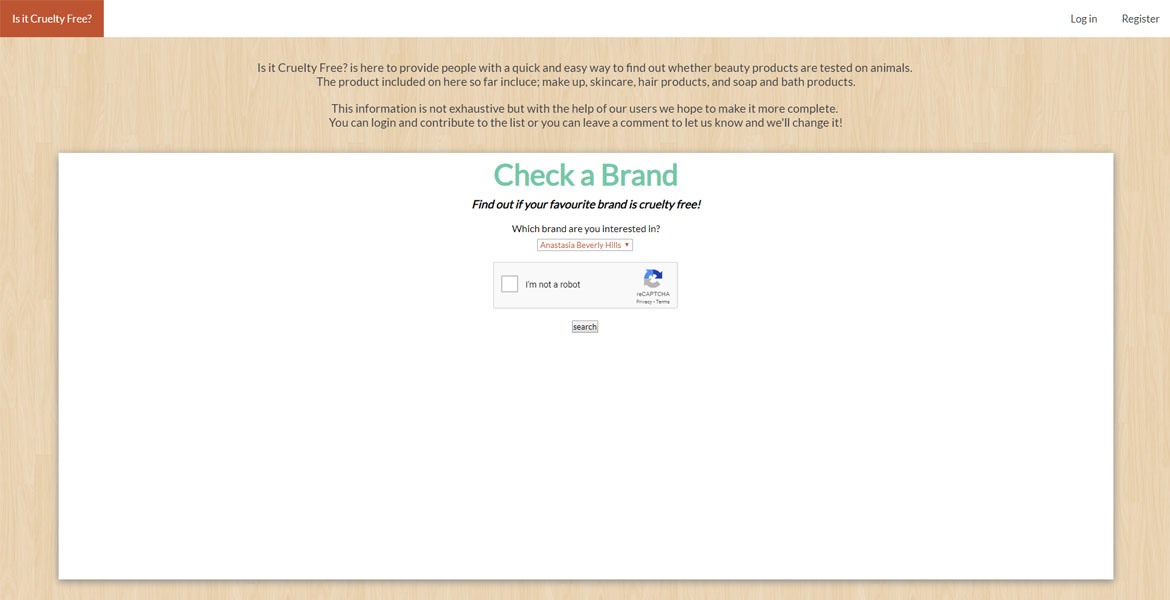 Is it Cruelty Free?
Log in
Register
Is it Cruelty Free? is here to provide people with a quick and easy way to find out whether beauty products are tested on animals.
The product included on here so far incluce; make up, skincare, hair products, and soap and bath products.
This information is not exhaustive but with the help of our users we hope to make it more complete.
You can login and contribute to the list or you can leave a comment to let us know and we'll change it!
Check a Brand
Find out if your favourite brand is cruelty free!
Which brand are you interested in?
Anastasia Beverly Hills
I'm not a robot
reCAPTCHA
Privacy - Terms
search